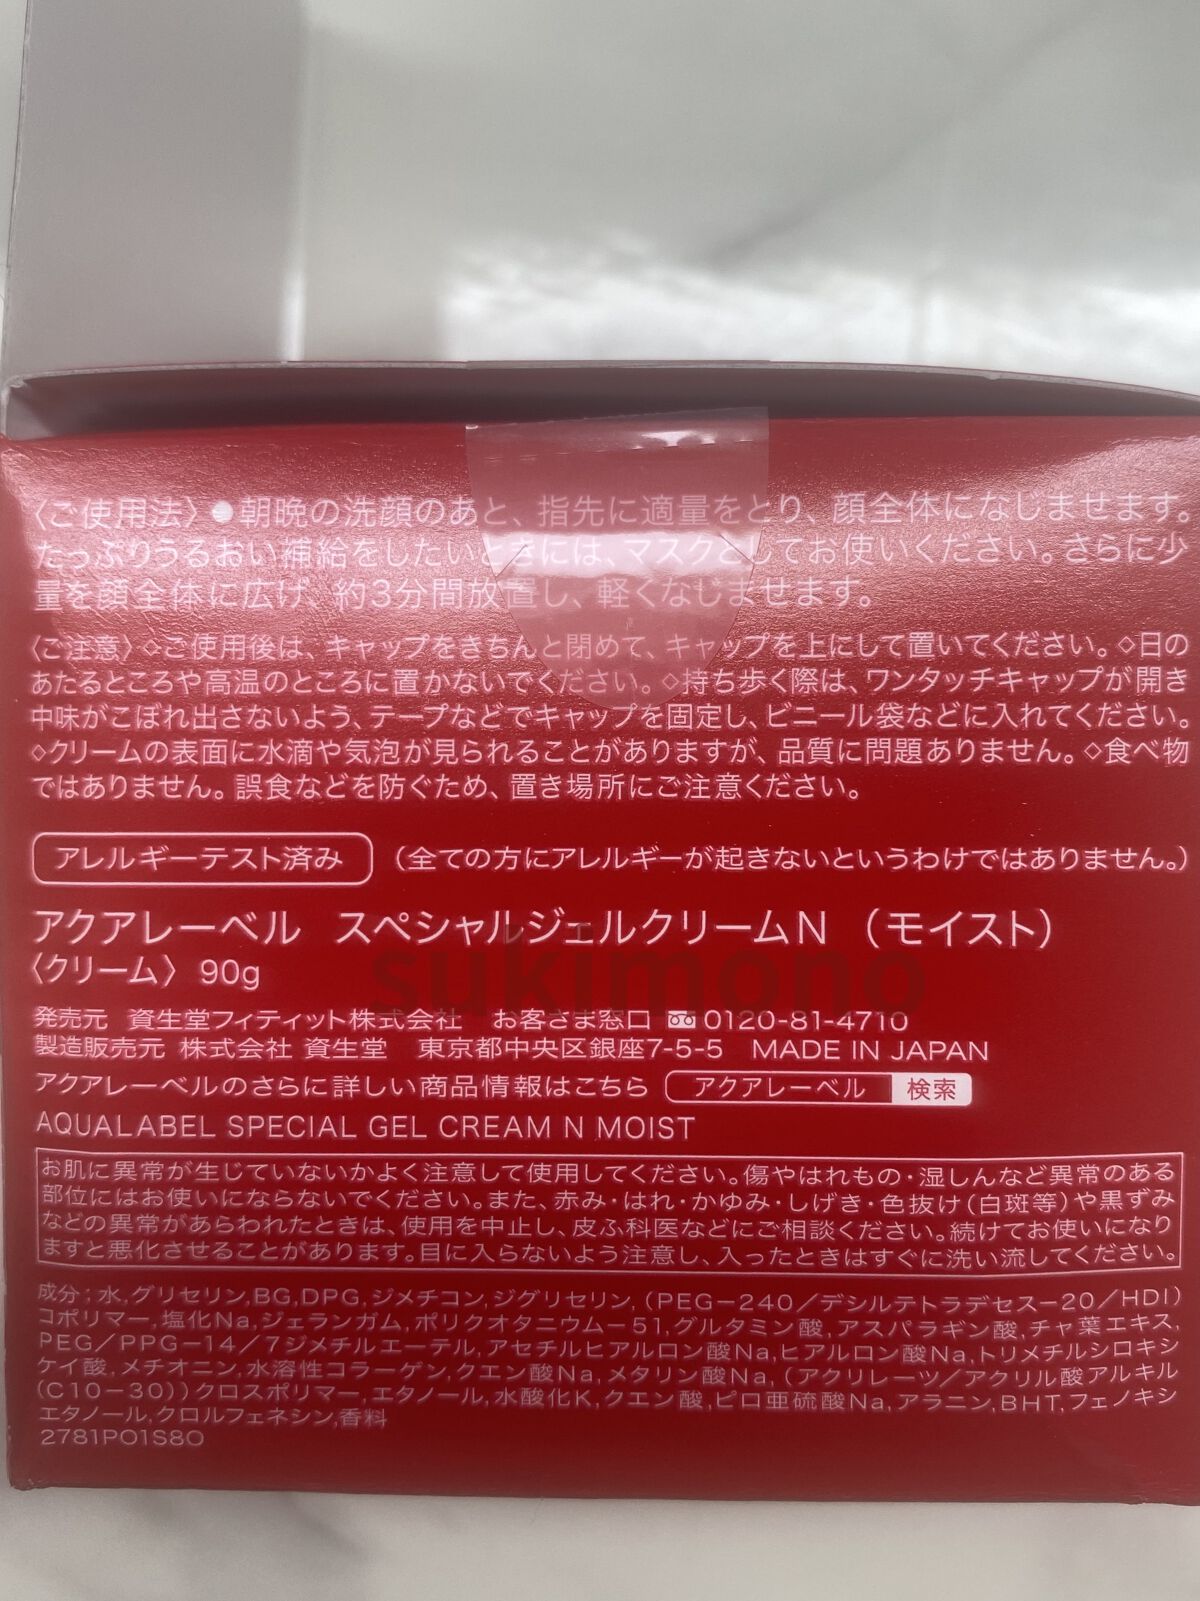 〈ご使用法〉●朝晩の洗顔のあと、指先に適量をとり、顔全体になじませます。
たっぷりうるおい補給をしたいときには、マスクとしてお使いください。さらに少
量を顔全体に広げ、約3分間放置し、軽くなじませます。
〈ご注意〉◇ご使用後は、キャップをきちんと閉めて、キャップを上にして置いてください。◇日の
あたるところや高温のところに置かないでください。◇持ち歩く際は、ワンタッチキャップが開き
中味がこぼれ出さないよう、テープなどでキャップを固定し、ビニール袋などに入れてください。
◇クリームの表面に水滴や気泡が見られることがありますが、品質に問題ありません。◇食べ物
ではありません。誤食などを防ぐため、置き場所にご注意ください。
アレルギーテスト済み （全ての方にアレルギーが起きないというわけではありません。）
アクアレーベル スペシャルジェルクリームN （モイスト）
〈クリーム〉 90g
sukimono
発売元 資生堂フィティット株式会社 お客さま窓口 0120-81-4710
製造販売元 株式会社 資生堂 東京都中央区銀座7-5-5 MADE IN JAPAN
アクアレーベルのさらに詳しい商品情報はこちら アクアレーベル 検索
AQUALABEL SPECIAL GEL CREAM N MOIST
お肌に異常が生じていないかよく注意して使用してください。傷やはれもの・湿しんなど異常のある
部位にはお使いにならないでください。また、赤み・はれ・かゆみ・しげき・色抜け（白斑等）や黒ずみ
などの異常があらわれたときは、使用を中止し、皮ふ科医などにご相談ください。続けてお使いになり
ますと悪化させることがあります。目に入らないよう注意し、入ったときはすぐに洗い流してください。
成分；水,グリセリン,BG,DPG,ジメチコン,ジグリセリン,（PEG－240／デシルテトラデセス－20／HDI）
コポリマー,塩化Na,ジェランガム,ポリクオタニウム－51,グルタミン酸,アスパラギン酸,チャ葉エキス,
PEG／PPG－14／7ジメチルエーテル,アセチルヒアルロン酸Na,ヒアルロン酸Na,トリメチルシロキシ
ケイ酸,メチオニン,水溶性コラーゲン,クエン酸Na,メタリン酸Na,（アクリレーツ／アクリル酸アルキル
（C10－30））クロスポリマー,エタノール,水酸化K,クエン酸,ピロ亜硫酸Na,アラニン,BHT,フェノキシ
エタノール,クロルフェネシン,香料
2781P01S80